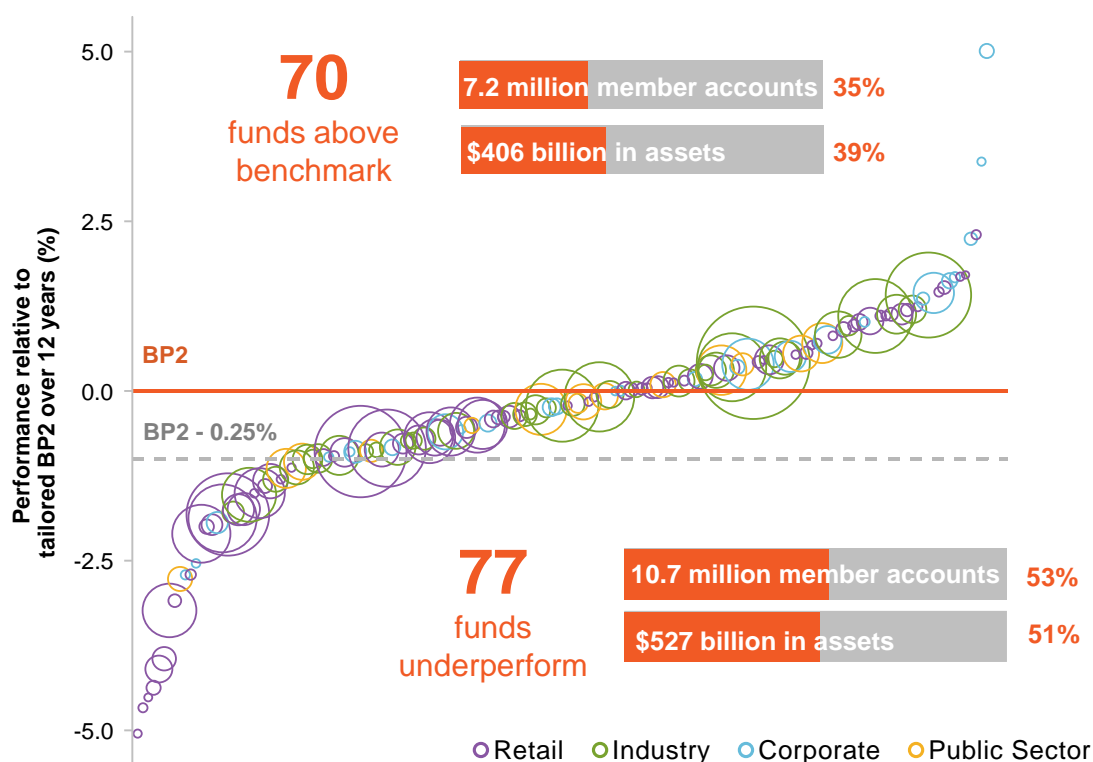 5.0
70
funds above
benchmark
7.2 million member accounts
35%
$406 billion in assets
39%
2.5
Performance relative to
tailored BP2 over 12 years (%)
BP2
0.0
BP2 - 0.25%
-2.5
77
funds
underperform
10.7 million member accounts
53%
$527 billion in assets
51%
-5.0
Retail
Industry
Corporate
Public Sector